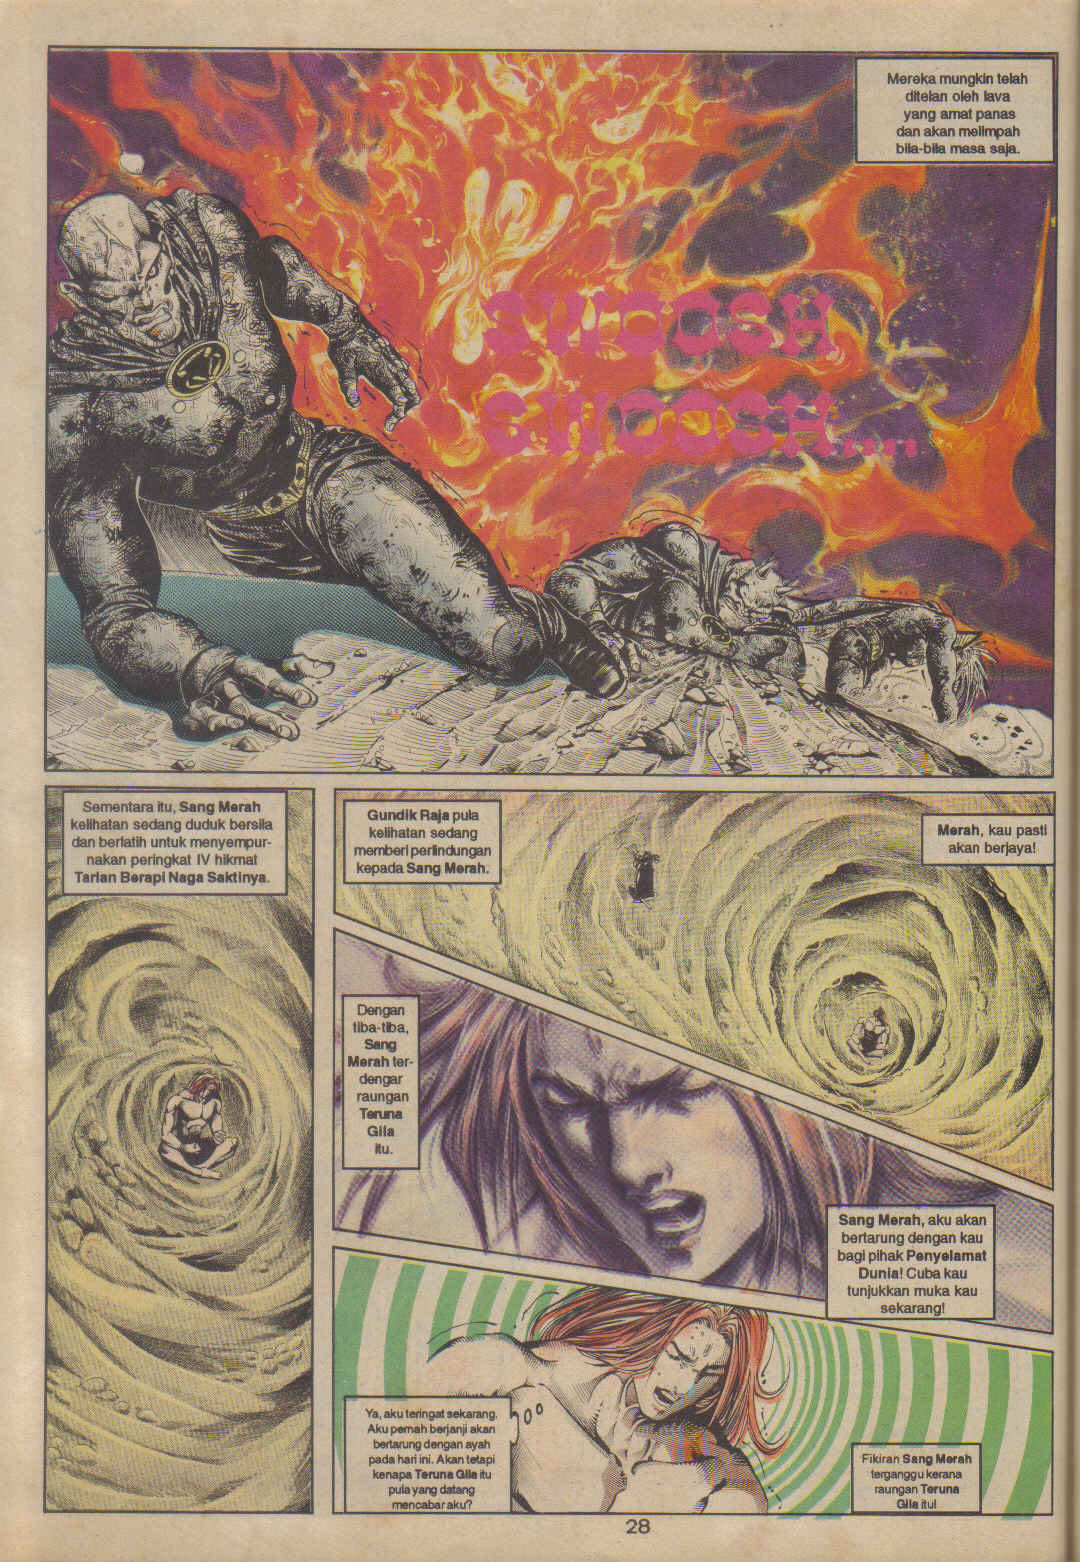 Mereka mungkin telah
ditelan oleh lava
yang amat panas
dan akan melimpah
bila-bila masa saja.
SWOOSH
SWOOSH....
Sementara itu, Sang Merah
kelihatan sedang duduk bersila
dan berlatih untuk menyempur-
nakan peringkat IV hikmat
Tarian Berapi Naga Saktinya.
Gundik Raja pula
kelihatan sedang
memberi perlindungan
kepada Sang Merah.
Merah, kau pasti
akan berjaya!
Dengan
tiba-tiba,
Sang
Merah ter-
dengar
raungan
Teruna
Gila
itu.
Sang Merah, aku akan
bertarung dengan kau
bagi pihak Penyelamat
Dunia! Cuba kau
tunjukkan muka kau
sekarang!
Ya, aku teringat sekarang.
Aku pernah berjanji akan
bertarung dengan ayah
pada hari ini. Akan tetapi
kenapa Teruna Gila itu
pula yang datang
mencabar aku?
Fikiran Sang Merah
terganggu kerana
raungan Teruna
Gila itu!
28